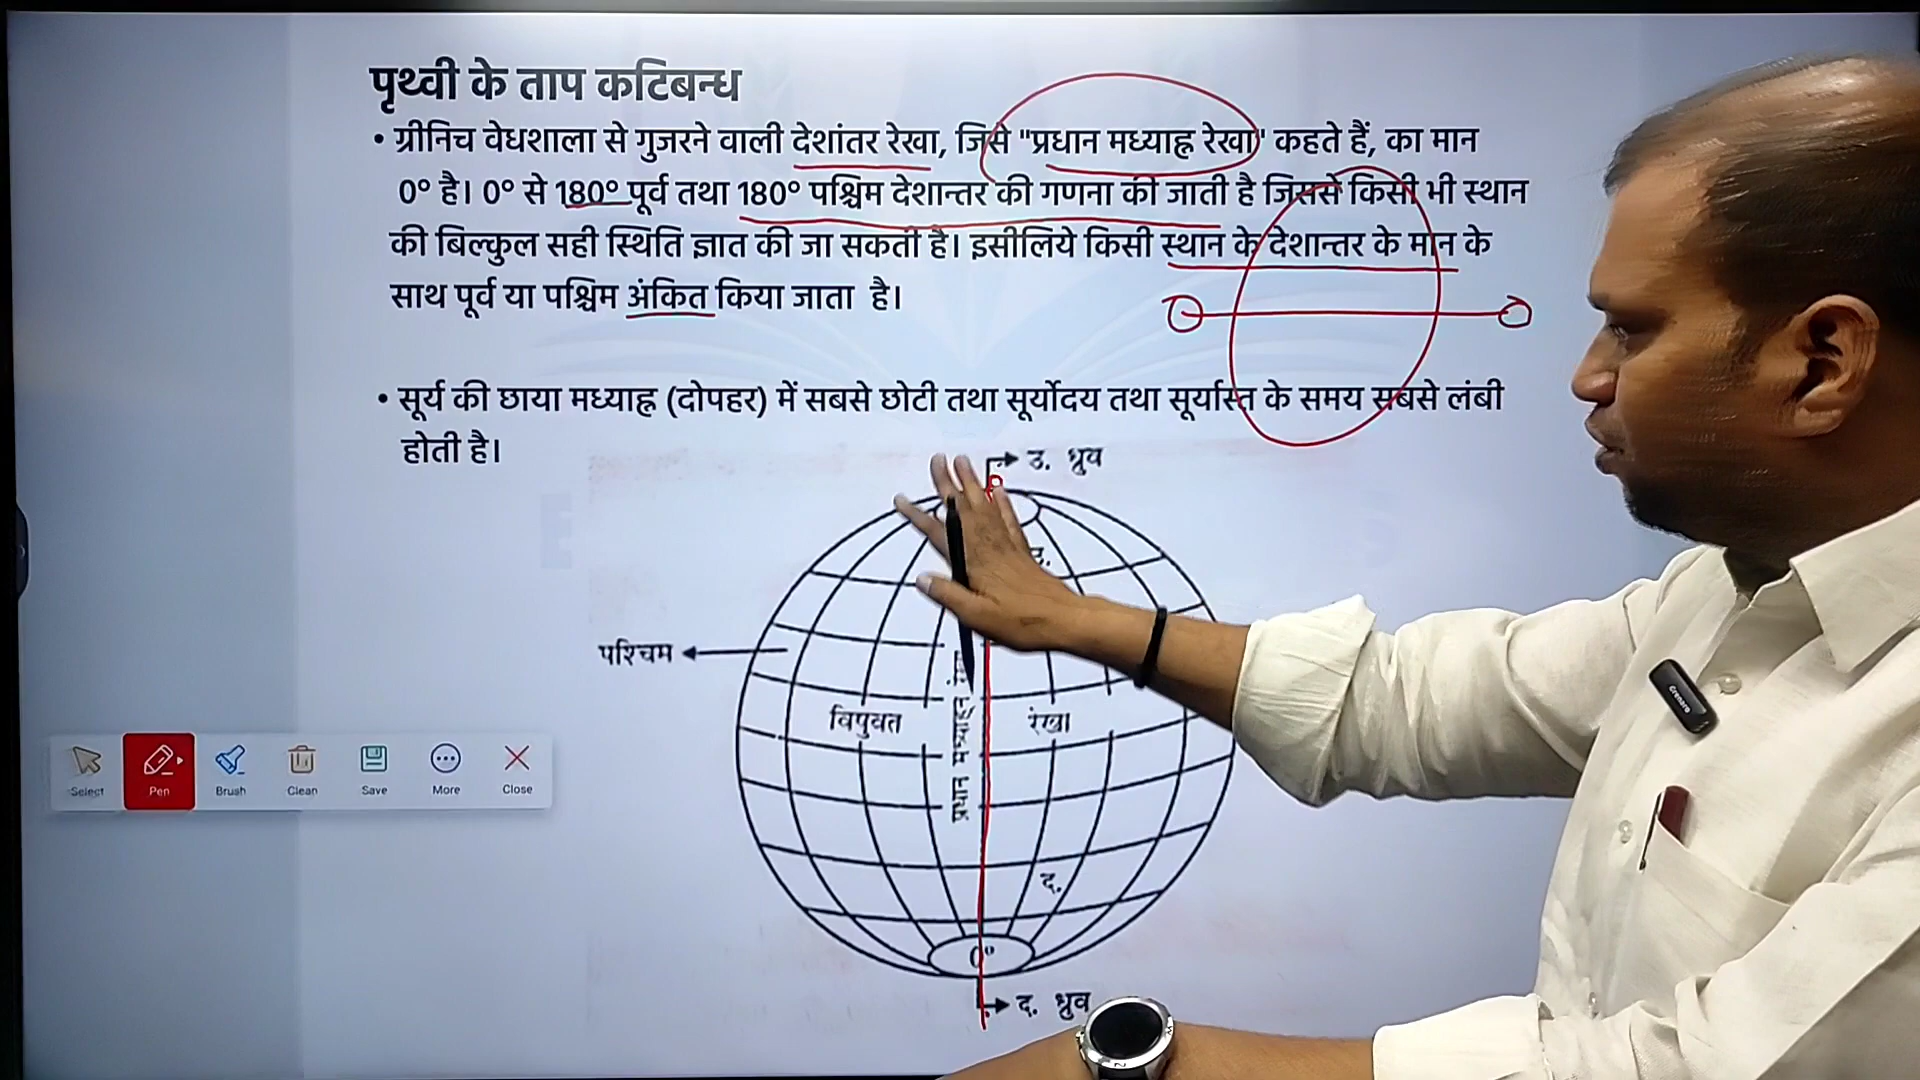 पृथ्वी के ताप कटिबन्ध
• ग्रीनिच वेधशाला से गुजरने वाली देशांतर रेखा, जिसे "प्रधान मध्याह्न रेखा" कहते हैं, का मान
0° है। 0° से 180° पूर्व तथा 180° पश्चिम देशान्तर की गणना की जाती है जिससे किसी भी स्थान
की बिल्कुल सही स्थिति ज्ञात की जा सकती है। इसीलिये किसी स्थान के देशान्तर के मान के
साथ पूर्व या पश्चिम अंकित किया जाता है।
• सूर्य की छाया मध्याह्न (दोपहर) में सबसे छोटी तथा सूर्योदय तथा सूर्यास्त के समय सबसे लंबी
होती है।
उ. ध्रुव
पश्चिम
विषुवत
रेखा
प्रधान मध्याह्न
द.
0°
द. ध्रुव
Select
Pen
Brush
Clean
Save
More
Close
Grenaro